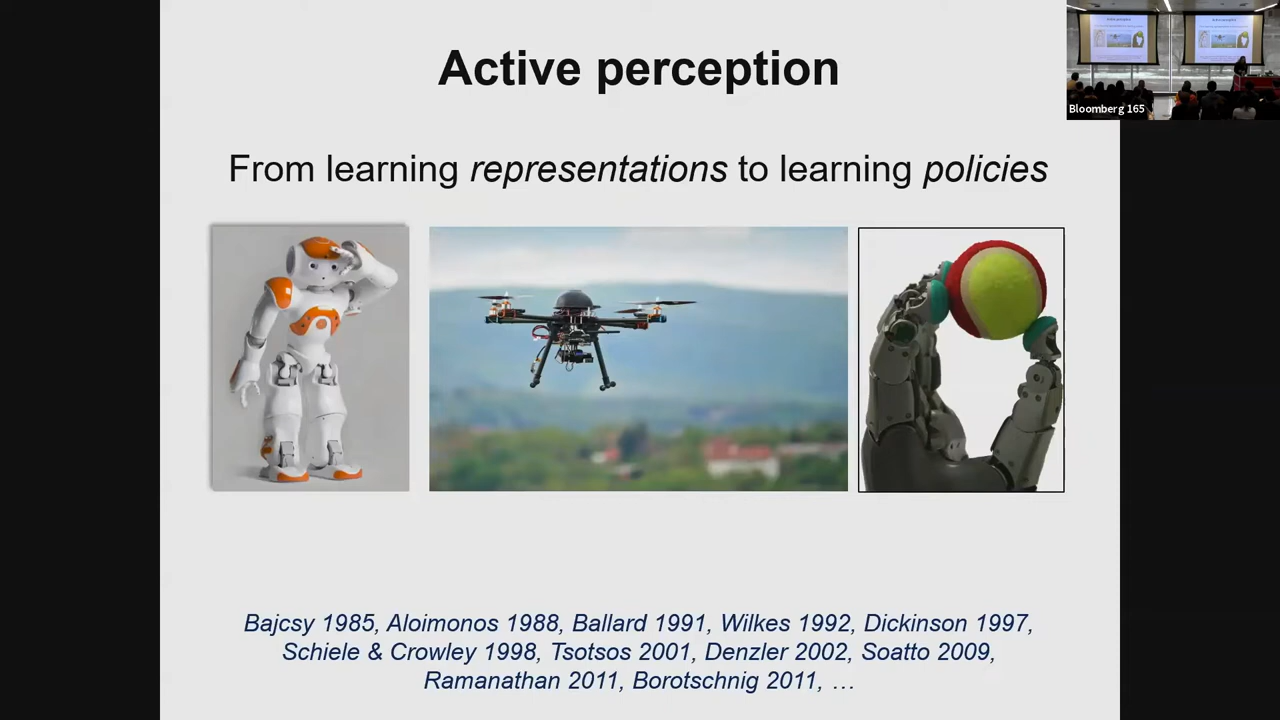 Active perception
From learning representations to learning policies
Bloomberg 165
Bajcsy 1985, Aloimonos 1988, Ballard 1991, Wilkes 1992, Dickinson 1997,
Schiele & Crowley 1998, Tsotsos 2001, Denzler 2002, Soatto 2009,
Ramanathan 2011, Borotschnig 2011, …